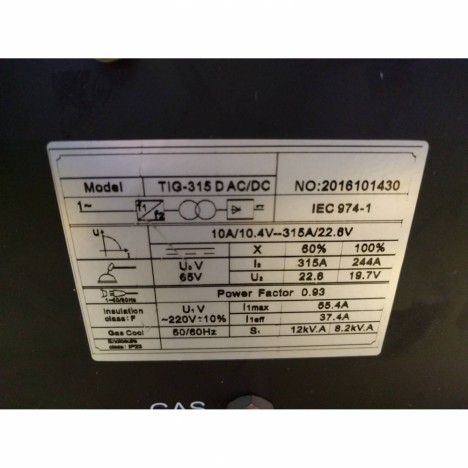 Model TIG-315 D AC/DC NO:2016101430
1~ f1/f2 IEC 974-1
10A/10.4V—315A/22.6V
X 60% 100%
U₀ V I₂ 315A 244A
65V U₂ 22.6 19.7V
Power Factor 0.93
Insulation class: F U₁ V I1max 55.4A
~220V±10% I1eff 37.4A
Gas Cool 50/60Hz S₁ 12kV.A 8.2kV.A
GAS